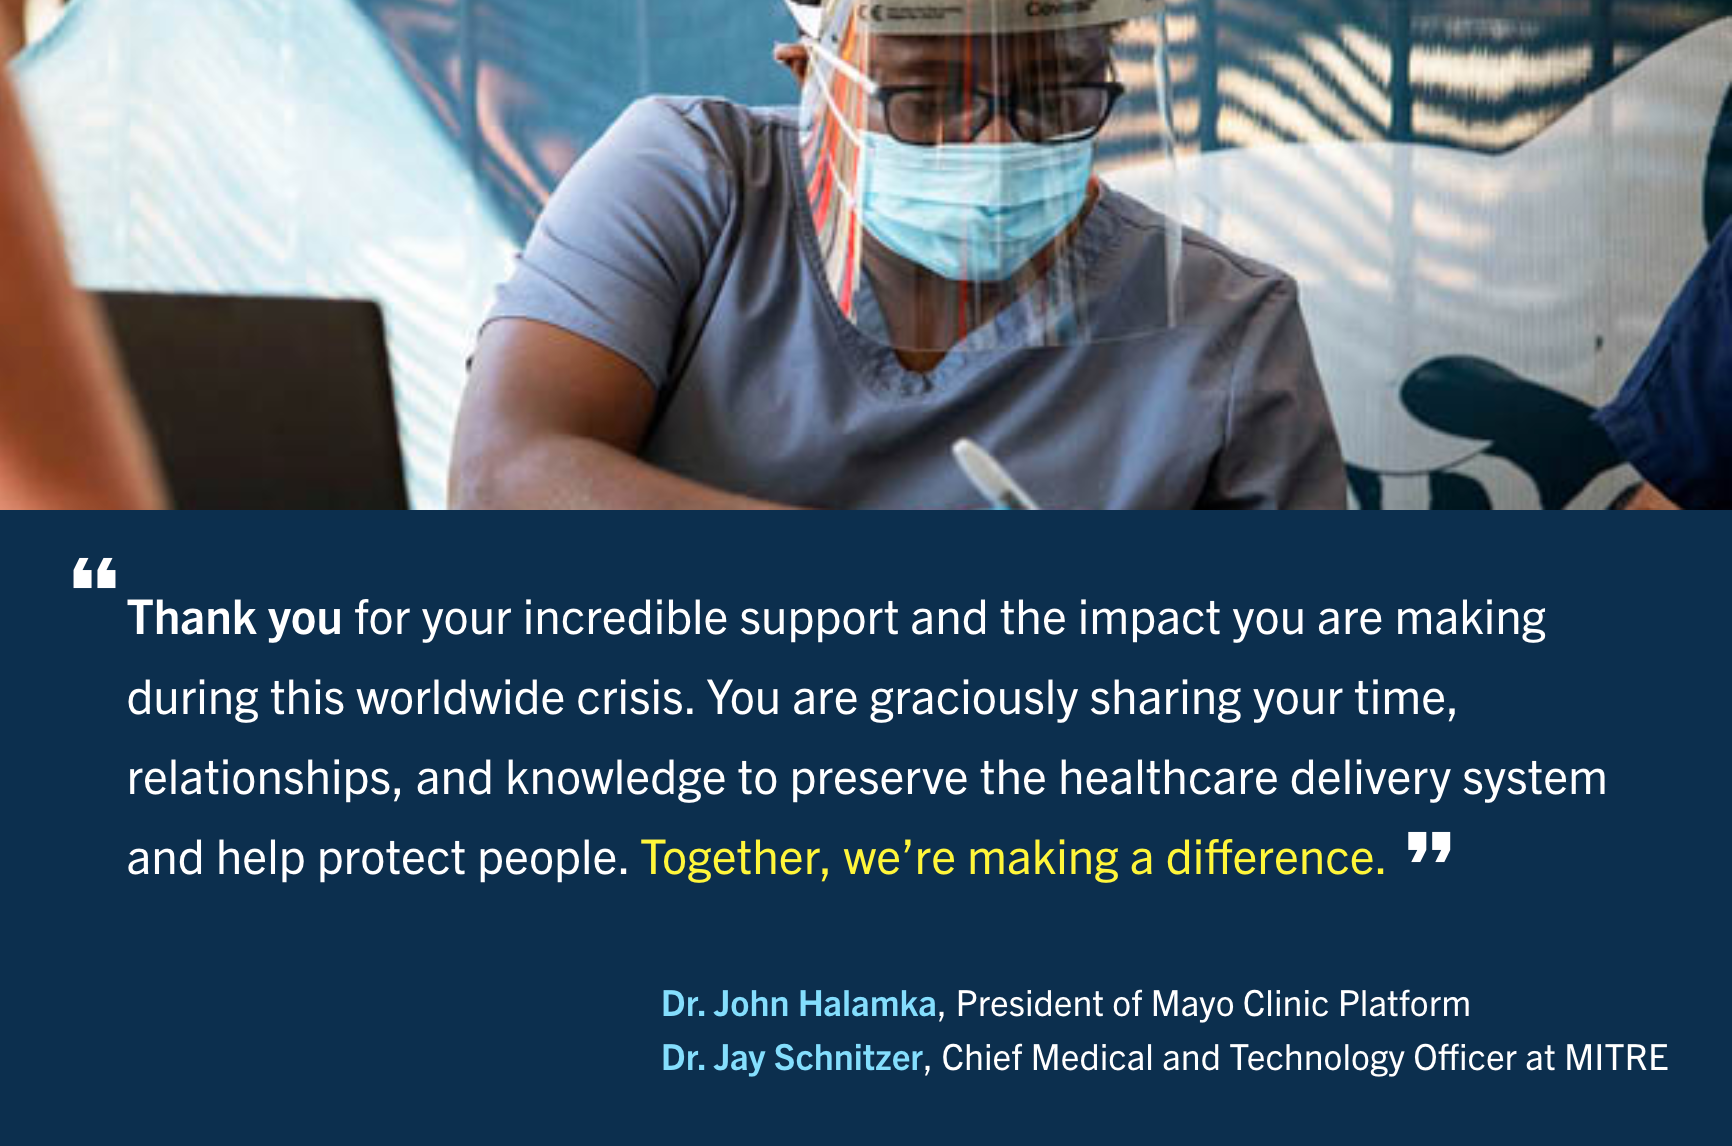 “
Thank you for your incredible support and the impact you are making
during this worldwide crisis. You are graciously sharing your time,
relationships, and knowledge to preserve the healthcare delivery system
and help protect people. Together, we’re making a difference. ”
Dr. John Halamka, President of Mayo Clinic Platform
Dr. Jay Schnitzer, Chief Medical and Technology Officer at MITRE